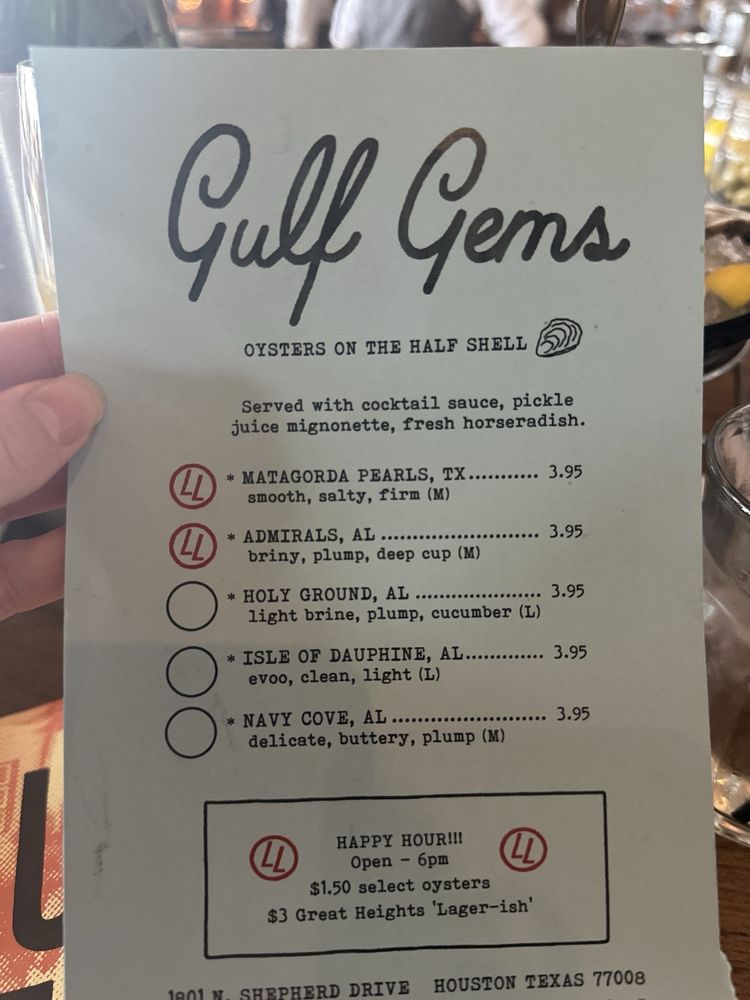 Gulf Gems
OYSTERS ON THE HALF SHELL
Served with cocktail sauce, pickle
juice mignonette, fresh horseradish.
LL * MATAGORDA PEARLS, TX........... 3.95
smooth, salty, firm (M)
LL * ADMIRALS, AL ......................... 3.95
briny, plump, deep cup (M)
* HOLY GROUND, AL .................... 3.95
light brine, plump, cucumber (L)
* ISLE OF DAUPHINE, AL............. 3.95
evoo, clean, light (L)
* NAVY COVE, AL ........................ 3.95
delicate, buttery, plump (M)
LL HAPPY HOUR!!! LL
Open - 6pm
$1.50 select oysters
$3 Great Heights 'Lager-ish'
1801 N. SHEPHERD DRIVE HOUSTON TEXAS 77008